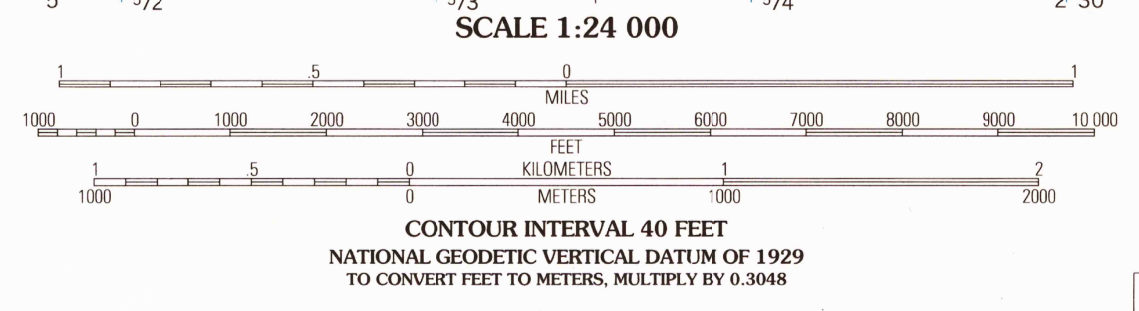 SCALE 1:24 000
1 .5 0 1
MILES
1000 0 1000 2000 3000 4000 5000 6000 7000 8000 9000 10 000
FEET
1 .5 0 KILOMETERS 1 2
1000 0 METERS 1000 2000
CONTOUR INTERVAL 40 FEET
NATIONAL GEODETIC VERTICAL DATUM OF 1929
TO CONVERT FEET TO METERS, MULTIPLY BY 0.3048